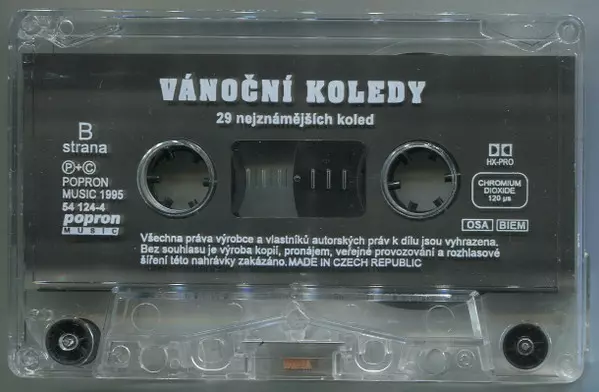 VÁNOČNÍ KOLEDY
29 nejznámějších koled
B
strana
P+C
POPRON
MUSIC 1995
54 124-4
popron
MUSIC
HX-PRO
CHROMIUM
DIOXIDE
120 µs
OSA BIEM
Všechna práva výrobce a vlastníků autorských práv k dílu jsou vyhrazena.
Bez souhlasu je výroba kopií, pronájem, veřejné provozování a rozhlasové
šíření této nahrávky zakázáno.MADE IN CZECH REPUBLIC